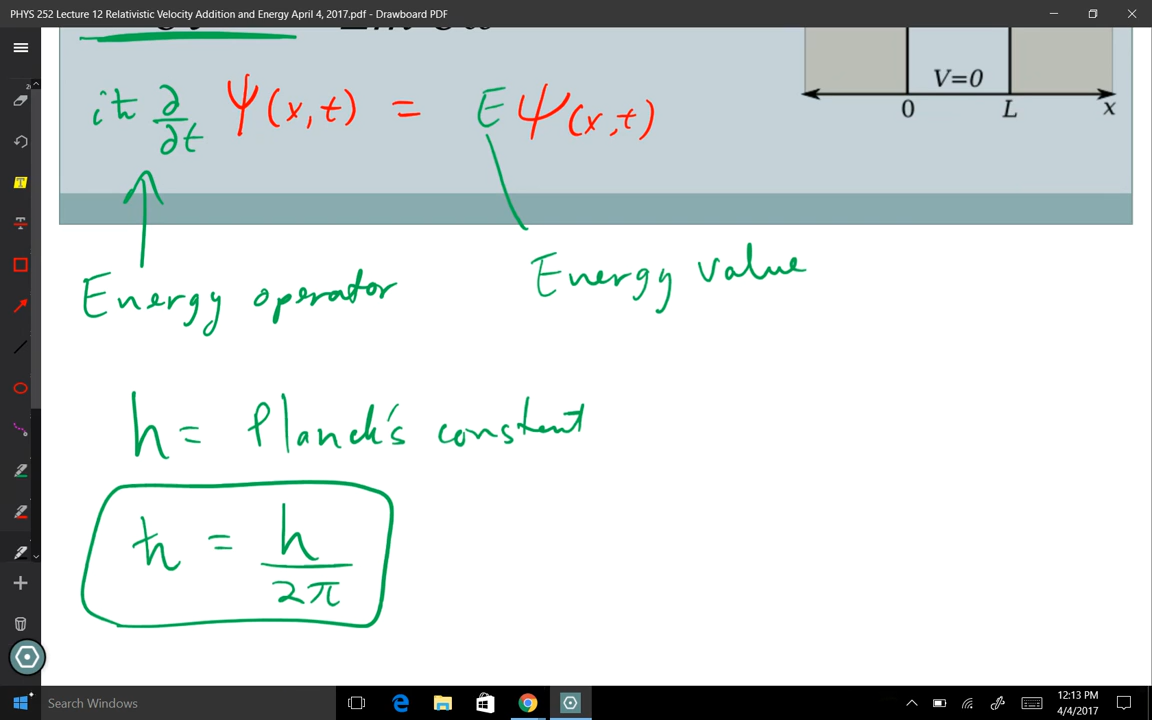 PHYS 252 Lecture 12 Relativistic Velocity Addition and Energy April 4, 2017.pdf - Drawboard PDF
iħ ∂/∂t Ψ(x,t) = E Ψ(x,t)
V=0
0 L x
Energy operator
Energy value
h = Planck's constant
ħ = h/2π
Search Windows
12:13 PM
4/4/2017